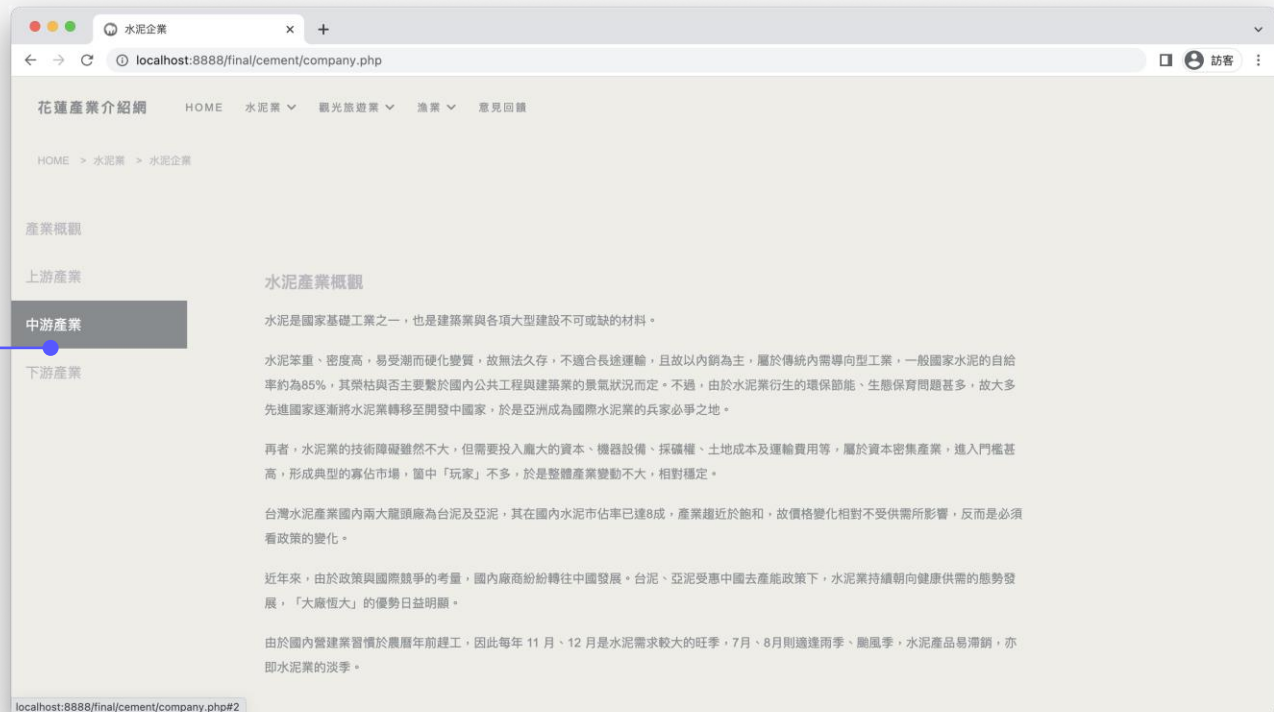 水泥企業
localhost:8888/final/cement/company.php
訪客
花蓮產業介紹網 HOME 水泥業 觀光旅遊業 漁業 意見回饋
HOME > 水泥業 > 水泥企業
產業概觀
上游產業
中游產業
下游產業
水泥產業概觀
水泥是國家基礎工業之一，也是建築業與各項大型建設不可或缺的材料。
水泥笨重、密度高，易受潮而硬化變質，故無法久存，不適合長途運輸，且故以內銷為主，屬於傳統內需導向型工業，一般國家水泥的自給
率約為85%，其榮枯與否主要繫於國內公共工程與建築業的景氣狀況而定。不過，由於水泥業衍生的環保節能、生態保育問題甚多，故大多
先進國家逐漸將水泥業轉移至開發中國家，於是亞洲成為國際水泥業的兵家必爭之地。
再者，水泥業的技術障礙雖然不大，但需要投入龐大的資本、機器設備、採礦權、土地成本及運輸費用等，屬於資本密集產業，進入門檻甚
高，形成典型的寡佔市場，箇中「玩家」不多，於是整體產業變動不大，相對穩定。
台灣水泥產業國內兩大龍頭廠為台泥及亞泥，其在國內水泥市佔率已達8成，產業趨近於飽和，故價格變化相對不受供需所影響，反而是必須
看政策的變化。
近年來，由於政策與國際競爭的考量，國內廠商紛紛轉往中國發展。台泥、亞泥受惠中國去產能政策下，水泥業持續朝向健康供需的態勢發
展，「大廠恆大」的優勢日益明顯。
由於國內營建業習慣於農曆年前趕工，因此每年 11 月、12 月是水泥需求較大的旺季，7月、8月則適逢雨季、颱風季，水泥產品易滯銷，亦
即水泥業的淡季。
localhost:8888/final/cement/company.php#2